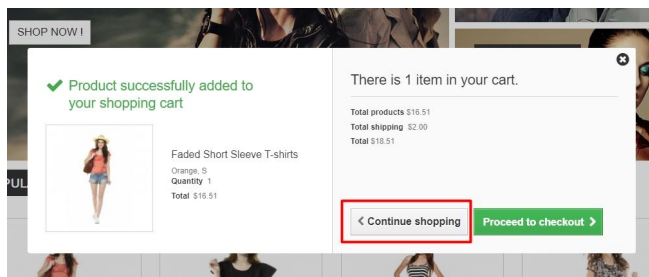 SHOP NOW !
Product successfully added to
your shopping cart
Faded Short Sleeve T-shirts
Orange, S
Quantity 1
Total $16.51
There is 1 item in your cart.
Total products $16.51
Total shipping $2.00
Total $18.51
Continue shopping
Proceed to checkout
PUL